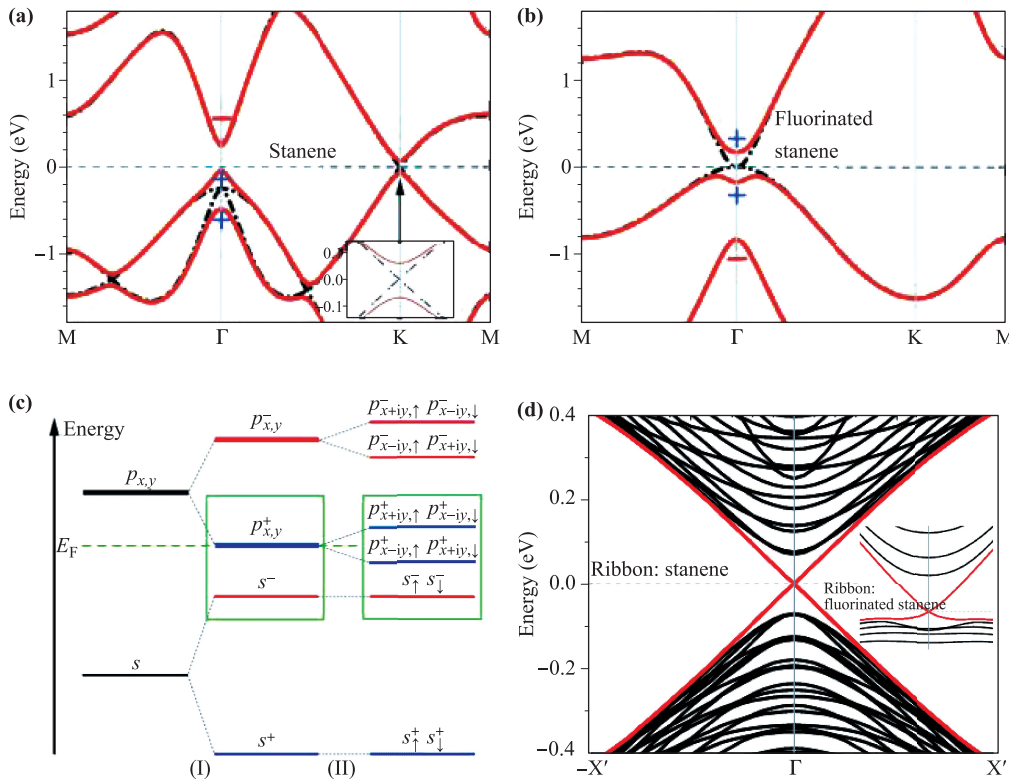 (a)
Energy (eV)
1
0
−1
Stanene
0.1
0.0
−0.1
M
Γ
K
M
(b)
Energy (eV)
1
0
−1
Fluorinated
stanene
M
Γ
K
M
(c)
Energy
p⁻x,y
p⁻x+iy,↑ p⁻x−iy,↓
p⁻x−iy,↑ p⁻x+iy,↓
px,y
p⁺x,y
p⁺x+iy,↑ p⁺x−iy,↓
EF
p⁺x−iy,↑ p⁺x+iy,↓
s⁻
s⁻↑ s⁻↓
s
s⁺
s⁺↑ s⁺↓
(I)
(II)
(d)
Energy (eV)
0.4
0.2
0.0
−0.2
−0.4
Ribbon: stanene
Ribbon:
fluorinated stanene
−X′
Γ
X′